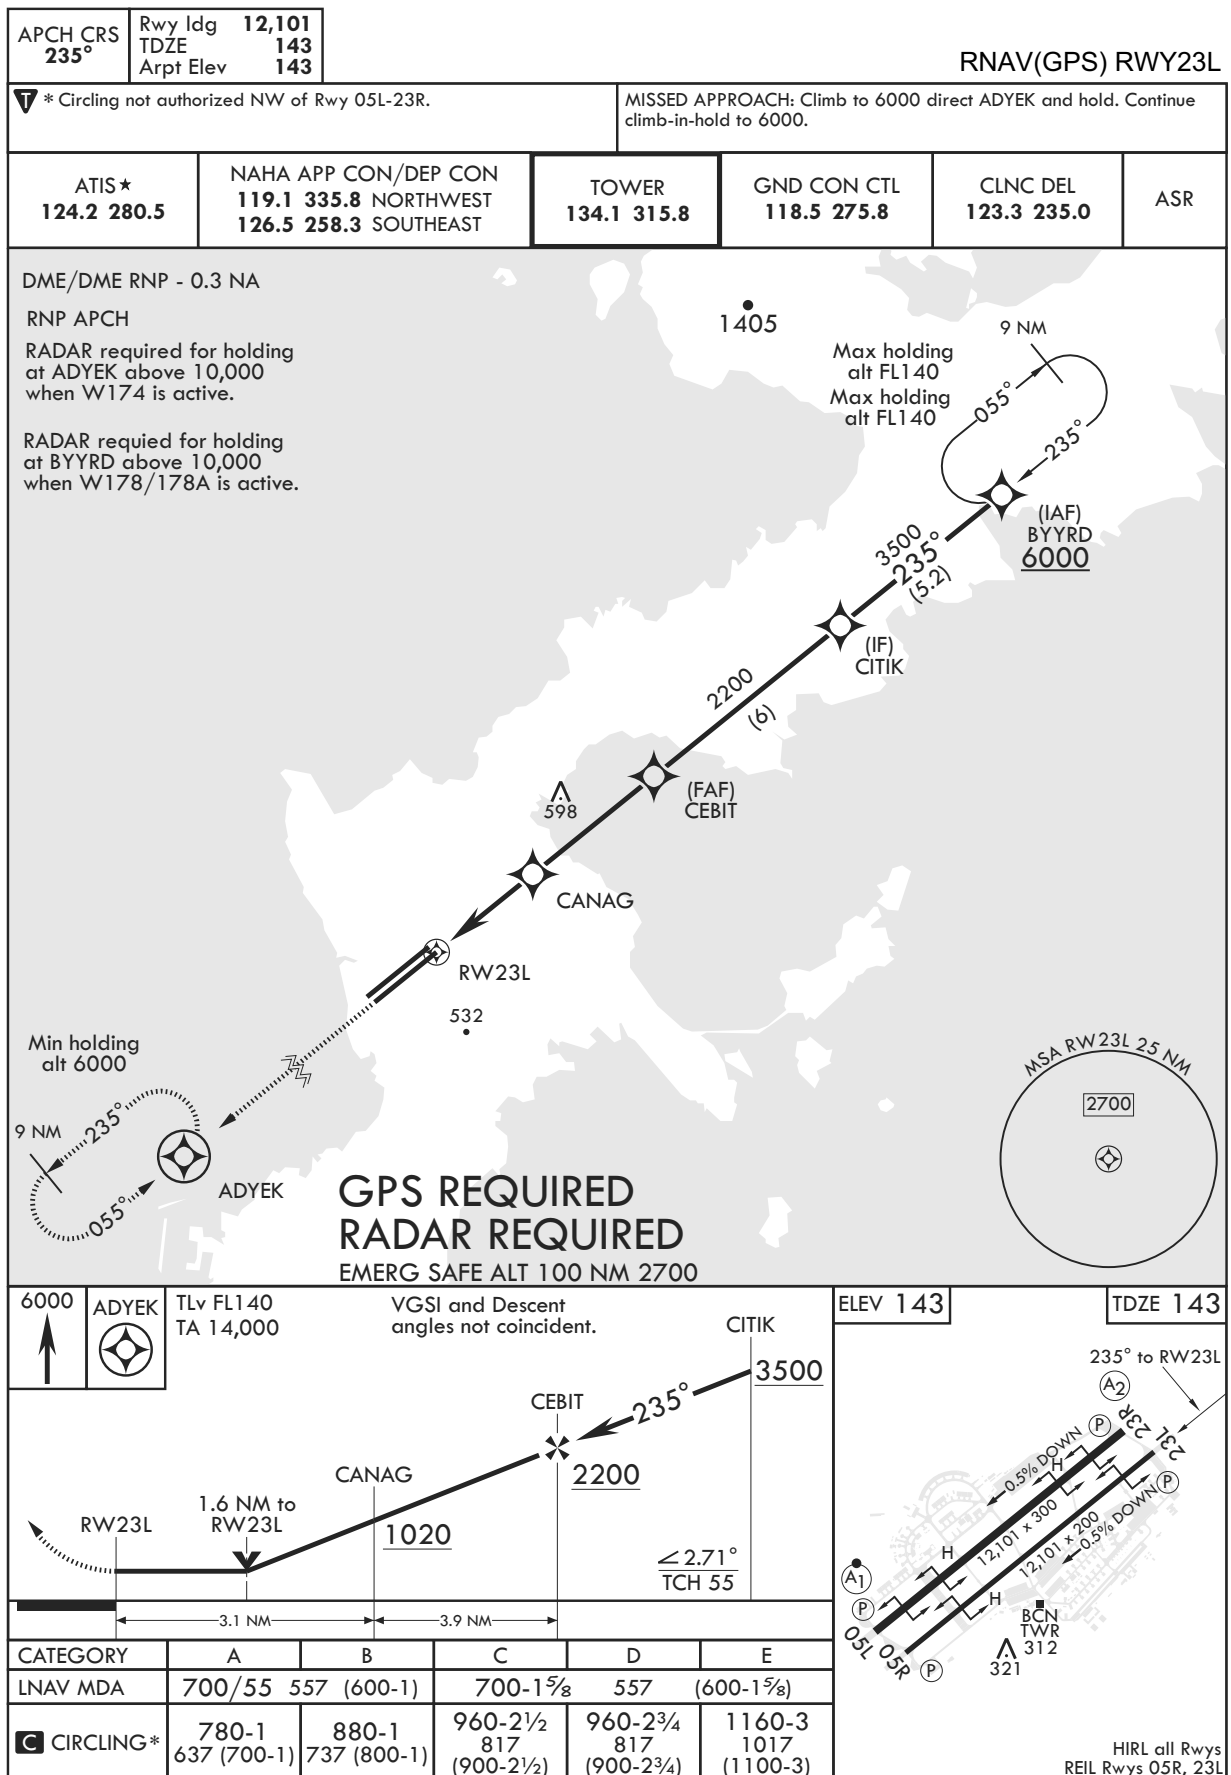 APCH CRS
235°
Rwy ldg 12,101
TDZE 143
Arpt Elev 143
RNAV(GPS) RWY23L
T * Circling not authorized NW of Rwy 05L-23R.
MISSED APPROACH: Climb to 6000 direct ADYEK and hold. Continue
climb-in-hold to 6000.
ATIS★
124.2 280.5
NAHA APP CON/DEP CON
119.1 335.8 NORTHWEST
126.5 258.3 SOUTHEAST
TOWER
134.1 315.8
GND CON CTL
118.5 275.8
CLNC DEL
123.3 235.0
ASR
DME/DME RNP - 0.3 NA
RNP APCH
RADAR required for holding
at ADYEK above 10,000
when W174 is active.
RADAR requied for holding
at BYYRD above 10,000
when W178/178A is active.
1405
9 NM
Max holding
alt FL140
Max holding
alt FL140
055°
235°
(IAF)
BYYRD
6000
3500
235°
(5.2)
(IF)
CITIK
2200
(6)
(FAF)
CEBIT
598
CANAG
RW23L
532
Min holding
alt 6000
9 NM
235°
055°
ADYEK
MSA RW23L 25 NM
2700
GPS REQUIRED
RADAR REQUIRED
EMERG SAFE ALT 100 NM 2700
6000
ADYEK
TLv FL140
TA 14,000
VGSI and Descent
angles not coincident.
CITIK
3500
235°
CEBIT
2200
CANAG
1020
1.6 NM to
RW23L
RW23L
∠ 2.71°
TCH 55
3.1 NM
3.9 NM
ELEV 143
TDZE 143
235° to RW23L
A2
P
23R
23L
P
0.5% DOWN
H
12,101 x 300
12,101 x 200
0.5% DOWN
H
H
A1
P
05L
05R
P
BCN
TWR
312
321
HIRL all Rwys
REIL Rwys 05R, 23L
CATEGORY A B C D E
LNAV MDA 700/55 557 (600-1) 700-1⅝ 557 (600-1⅝)
C CIRCLING*
780-1
637 (700-1)
880-1
737 (800-1)
960-2½
817
(900-2½)
960-2¾
817
(900-2¾)
1160-3
1017
(1100-3)